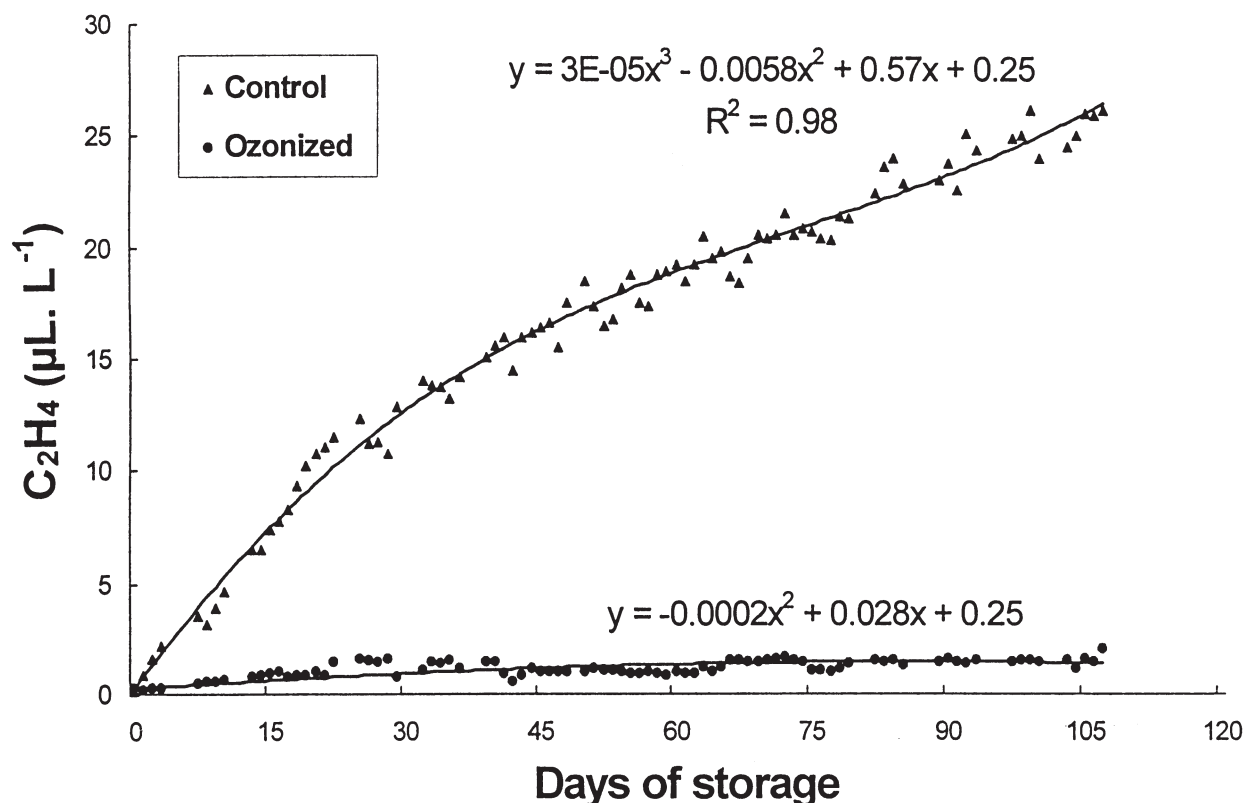 30
25
20
15
10
5
0
C₂H₄ (µL. L⁻¹)
Control
Ozonized
y = 3E-05x³ - 0.0058x² + 0.57x + 0.25
R² = 0.98
y = -0.0002x² + 0.028x + 0.25
0 15 30 45 60 75 90 105 120
Days of storage